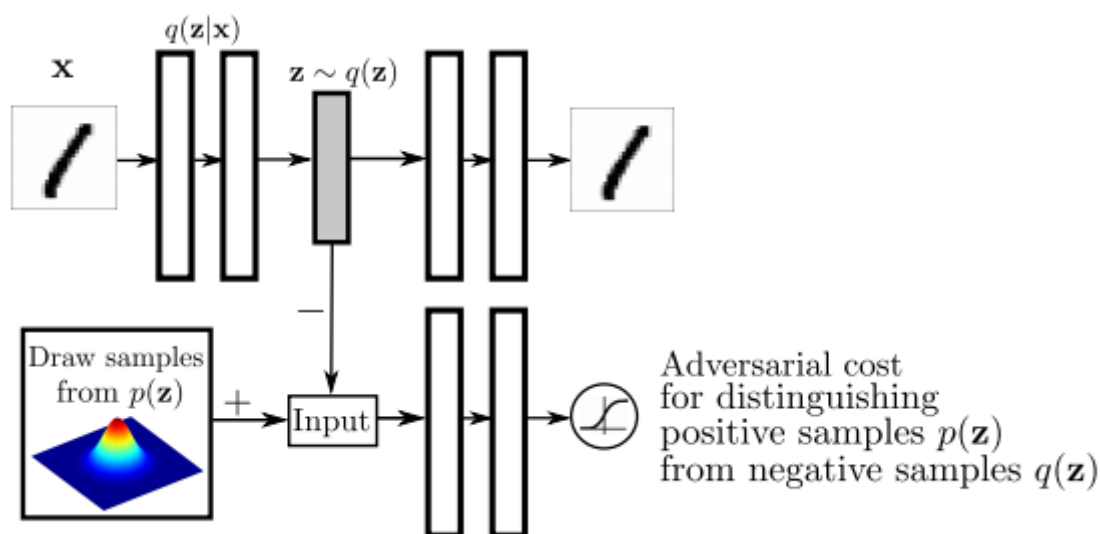 q(z|x)
x
z ∼ q(z)
−
Draw samples
from p(z)
+
Input
Adversarial cost
for distinguishing
positive samples p(z)
from negative samples q(z)